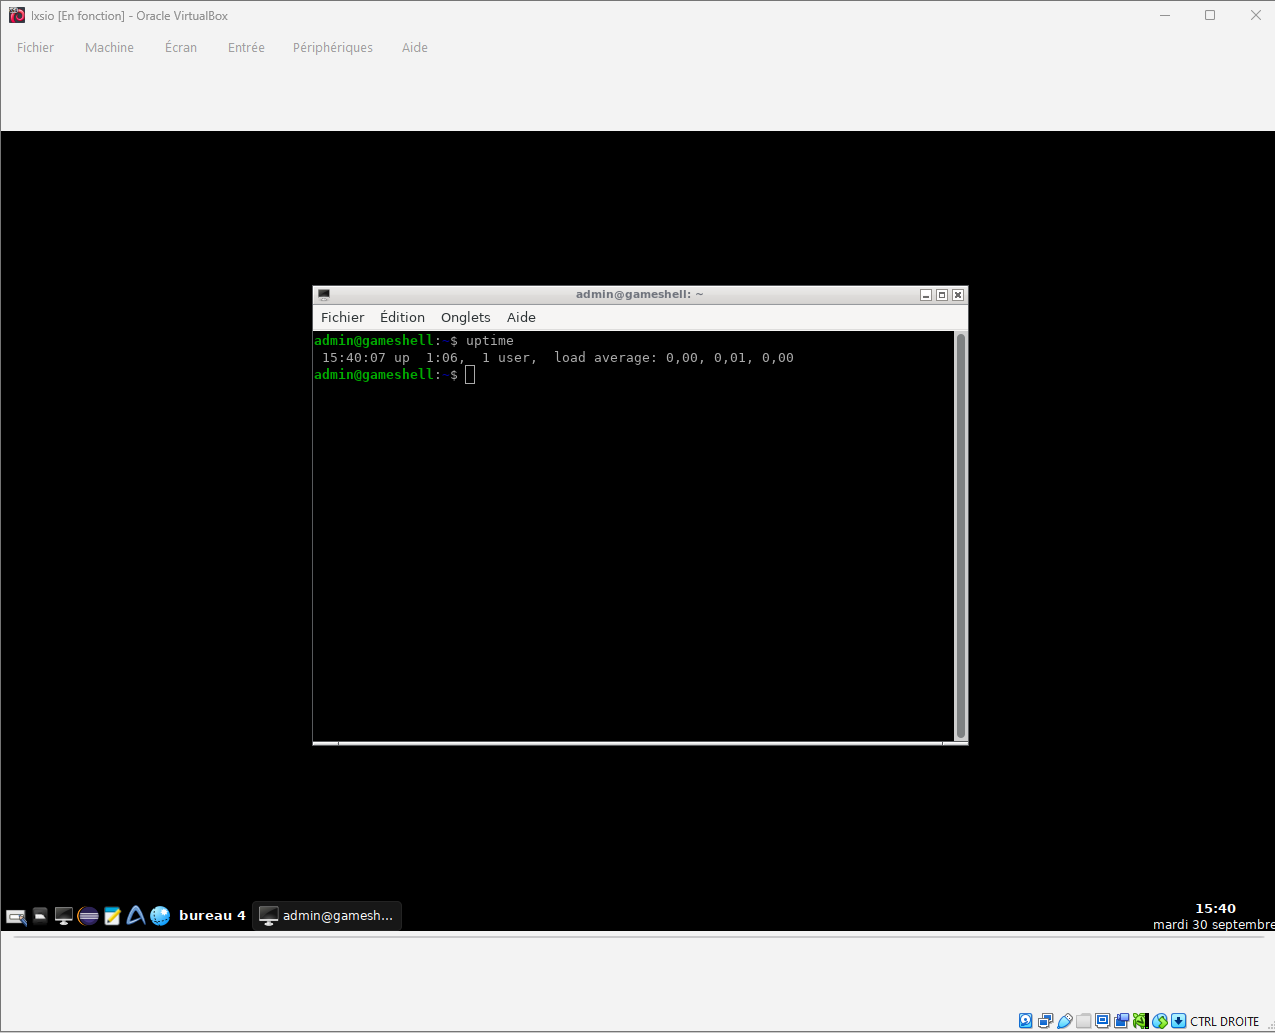 lxsio [En fonction] - Oracle VirtualBox
Fichier Machine Écran Entrée Périphériques Aide
admin@gameshell: ~
Fichier Édition Onglets Aide
admin@gameshell:~$ uptime
 15:40:07 up  1:06,  1 user,  load average: 0,00, 0,01, 0,00
admin@gameshell:~$
bureau 4 admin@gamesh...
15:40
mardi 30 septembre
CTRL DROITE